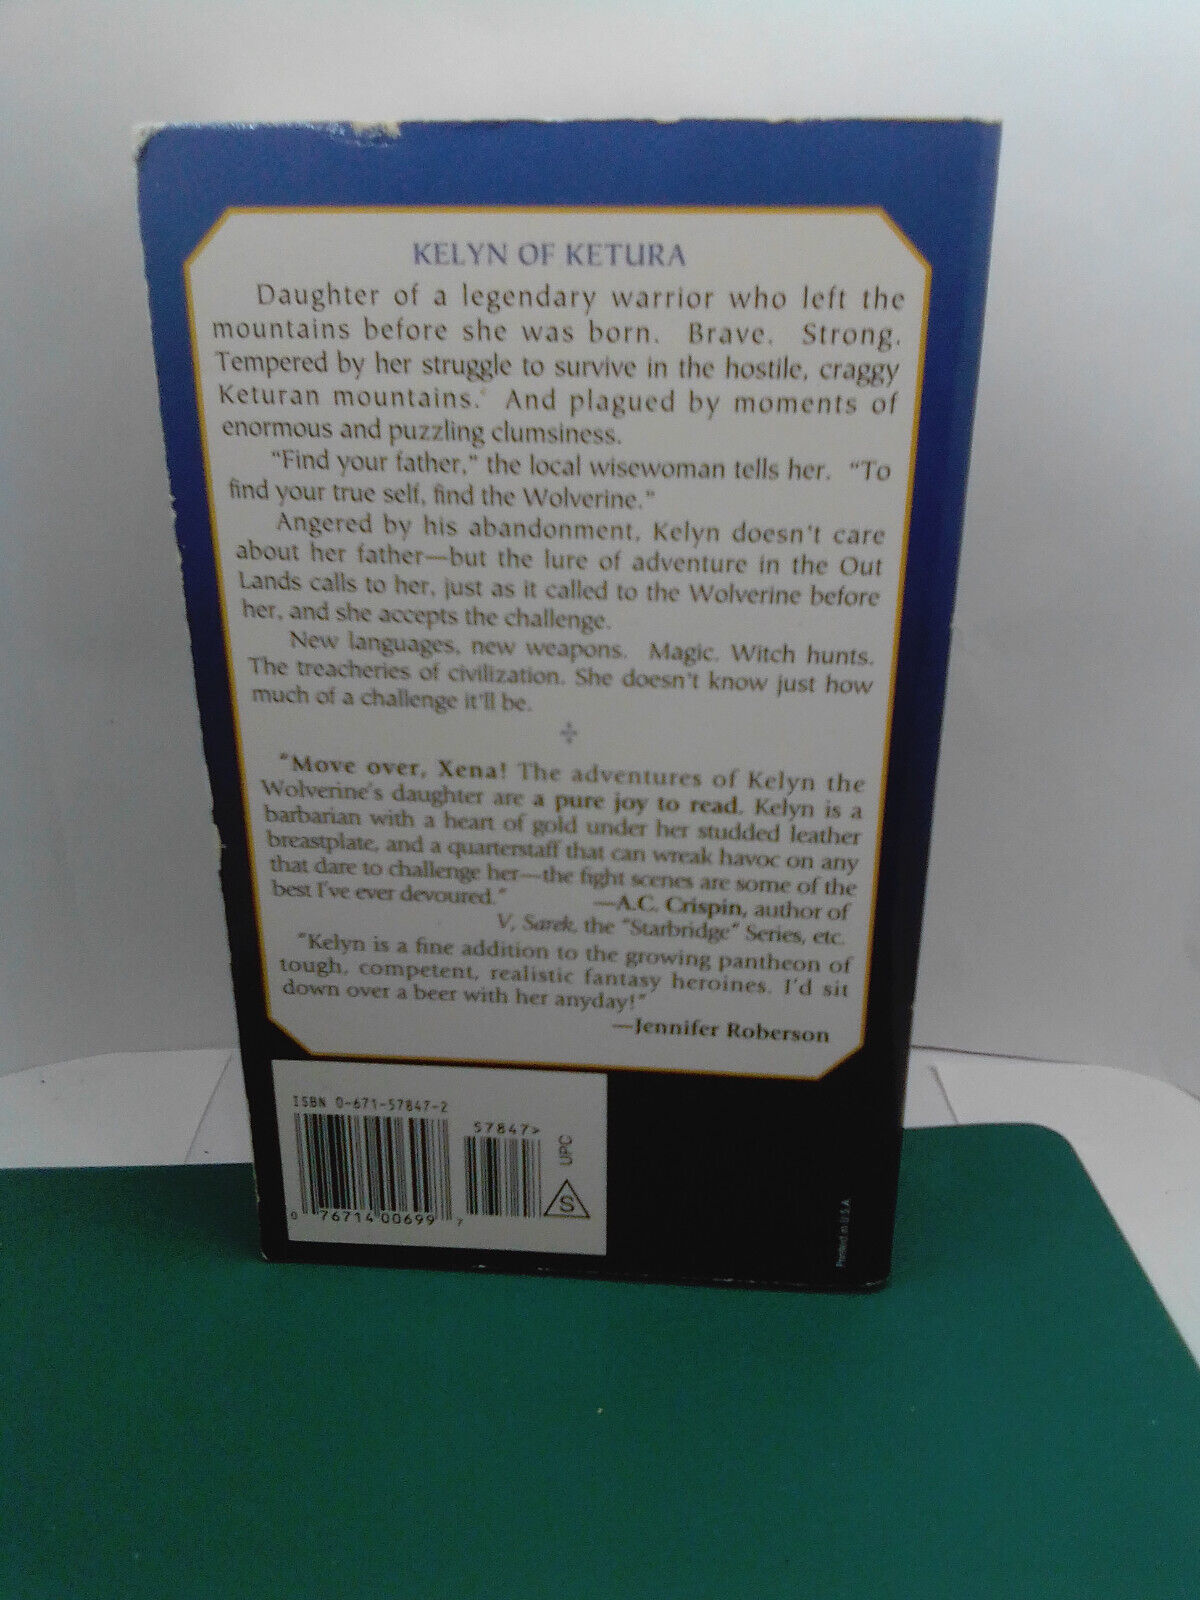 KELYN OF KETURA
Daughter of a legendary warrior who left the
mountains before she was born. Brave. Strong.
Tempered by her struggle to survive in the hostile, craggy
Keturan mountains. And plagued by moments of
enormous and puzzling clumsiness.
"Find your father," the local wisewoman tells her. "To
find your true self, find the Wolverine."
Angered by his abandonment, Kelyn doesn't care
about her father—but the lure of adventure in the Out
Lands calls to her, just as it called to the Wolverine before
her, and she accepts the challenge.
New languages, new weapons. Magic. Witch hunts.
The treacheries of civilization. She doesn't know just how
much of a challenge it'll be.
"Move over, Xena! The adventures of Kelyn the
Wolverine's daughter are a pure joy to read. Kelyn is a
barbarian with a heart of gold under her studded leather
breastplate, and a quarterstaff that can wreak havoc on any
that dare to challenge her—the fight scenes are some of the
best I've ever devoured."
—A.C. Crispin, author of
V, Sarek, the "Starbridge" Series, etc.
"Kelyn is a fine addition to the growing pantheon of
tough, competent, realistic fantasy heroines. I'd sit
down over a beer with her anyday!"
—Jennifer Roberson
ISBN 0-671-57847-2
57847>
UPC
S
0 76714 00699 7
Printed in U.S.A.